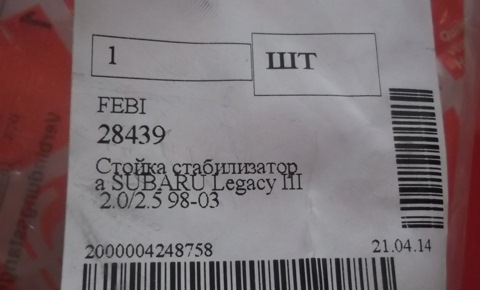 1 ШТ
FEBI
28439
Стойка стабилизатор
а SUBARU Legacy III
2.0/2.5 98-03
2000004248758 21.04.14